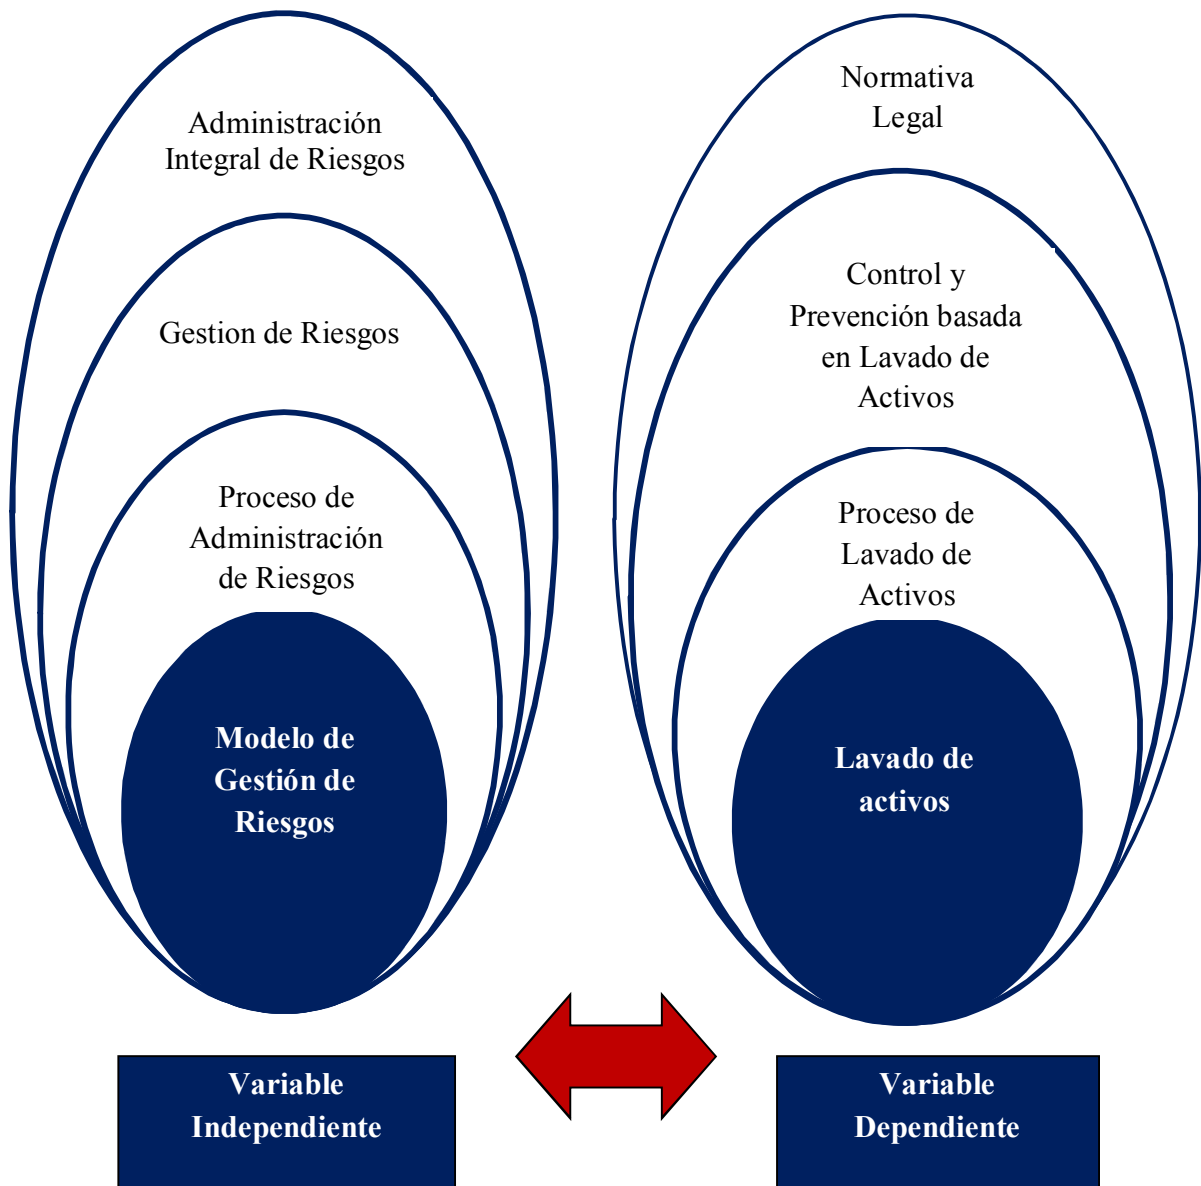 Administración
Integral de Riesgos
Gestion de Riesgos
Proceso de
Administración
de Riesgos
Modelo de
Gestión de
Riesgos
Variable
Independiente
Normativa
Legal
Control y
Prevención basada
en Lavado de
Activos
Proceso de
Lavado de
Activos
Lavado de
activos
Variable
Dependiente